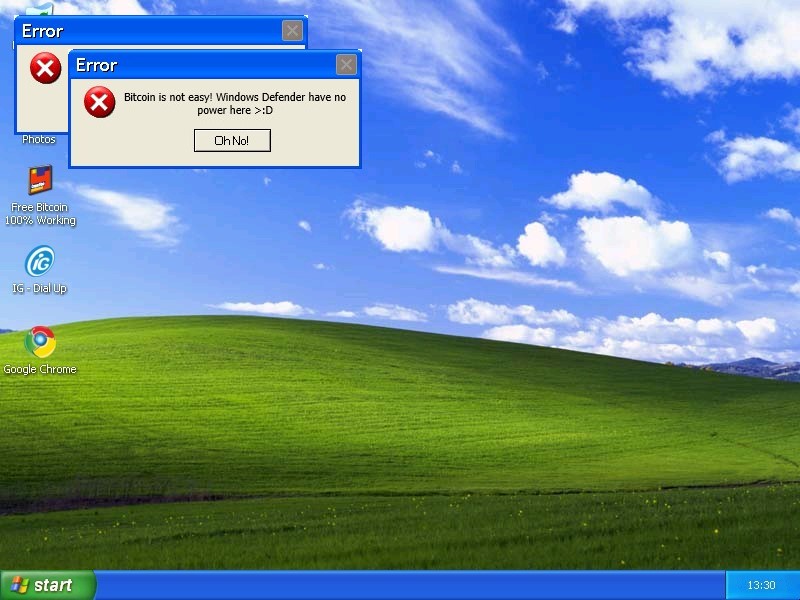 Error
Error
Bitcoin is not easy! Windows Defender have no
power here >:D
Oh No!
Photos
Free Bitcoin
100% Working
iG
IG - Dial Up
Google Chrome
start
13:30